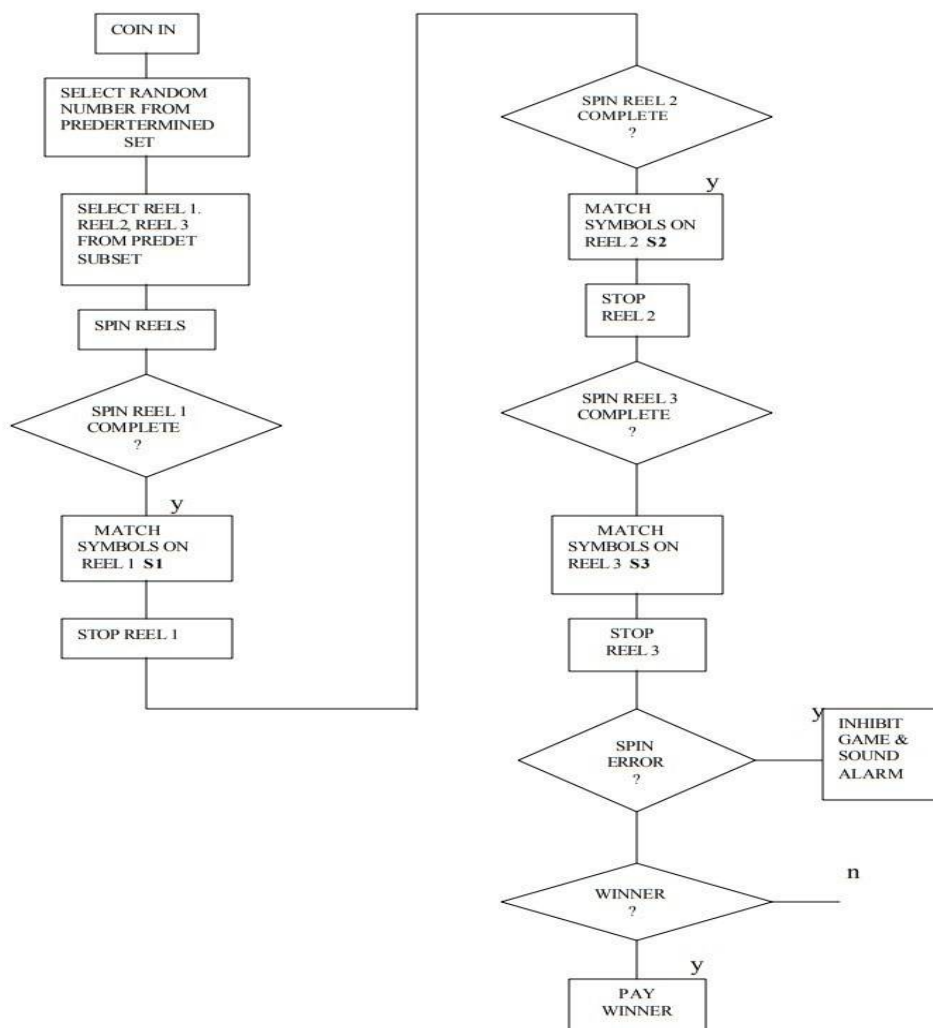 COIN IN
SELECT RANDOM
NUMBER FROM
PREDERTERMINED
SET
SELECT REEL 1.
REEL2, REEL 3
FROM PREDET
SUBSET
SPIN REELS
SPIN REEL 1
COMPLETE
?
y
MATCH
SYMBOLS ON
REEL 1 S1
STOP REEL 1
SPIN REEL 2
COMPLETE
?
y
MATCH
SYMBOLS ON
REEL 2 S2
STOP
REEL 2
SPIN REEL 3
COMPLETE
?
MATCH
SYMBOLS ON
REEL 3 S3
STOP
REEL 3
SPIN
ERROR
?
y
INHIBIT
GAME &
SOUND
ALARM
WINNER
?
n
y
PAY
WINNER